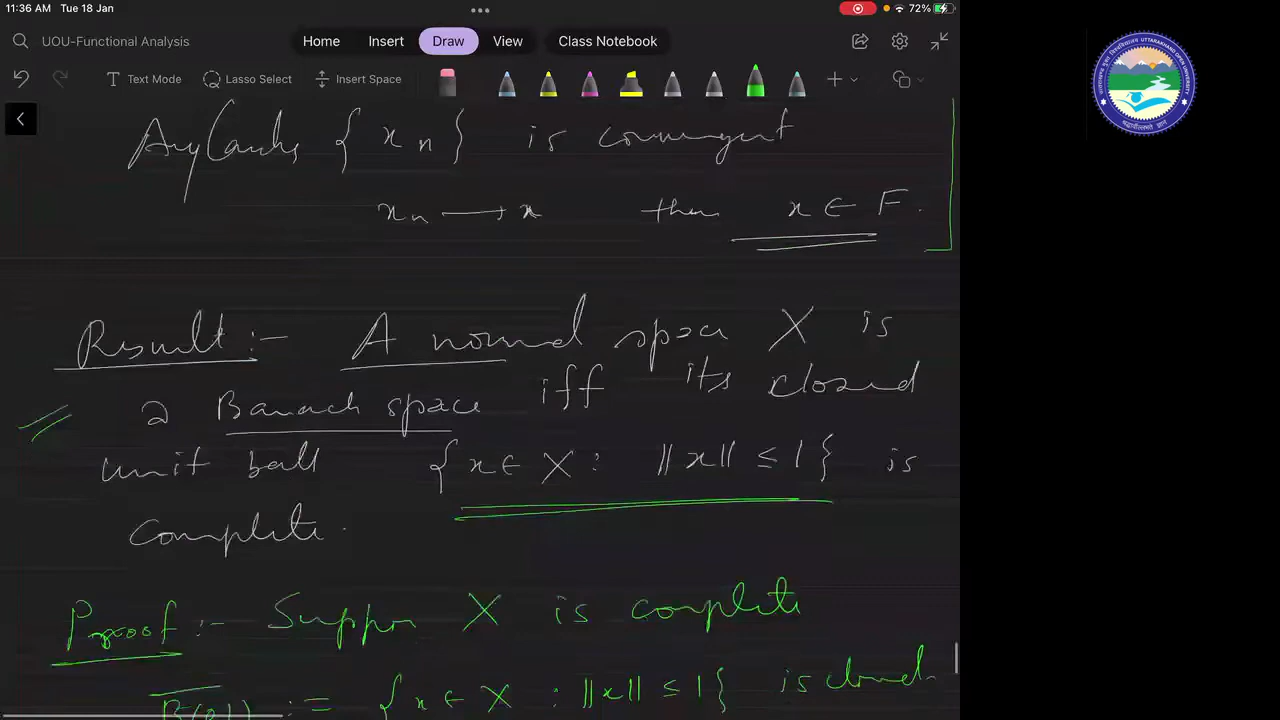 11:36 AM Tue 18 Jan
72%
UOU-Functional Analysis
Home Insert Draw View Class Notebook
Text Mode Lasso Select Insert Space
Any Cauchy {xn} is convergent
xn → x then x ∈ F.
Result :- A normed space X is
a Banach space iff its closed
unit ball {x ∈ X : ||x|| ≤ 1} is
Complete.
Proof :- Suppose X is complete
B(0,1) := {x ∈ X : ||x|| ≤ 1} is closed.